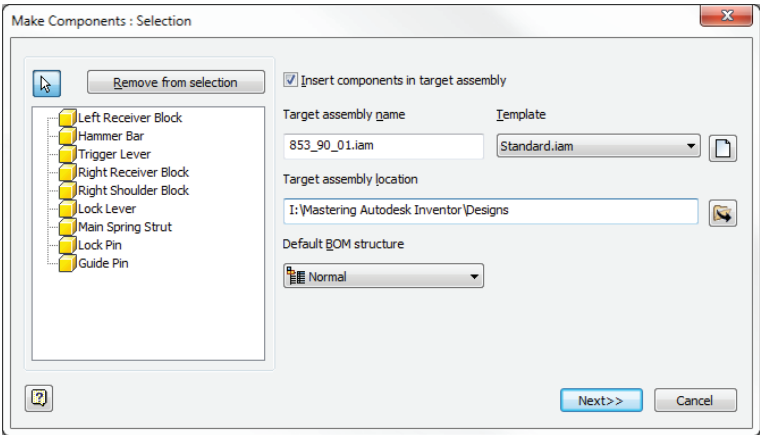 Make Components : Selection
Remove from selection
Left Receiver Block
Hammer Bar
Trigger Lever
Right Receiver Block
Right Shoulder Block
Lock Lever
Main Spring Strut
Lock Pin
Guide Pin
Insert components in target assembly
Target assembly name
Template
853_90_01.iam
Standard.iam
Target assembly location
I:\Mastering Autodesk Inventor\Designs
Default BOM structure
Normal
Next>>
Cancel